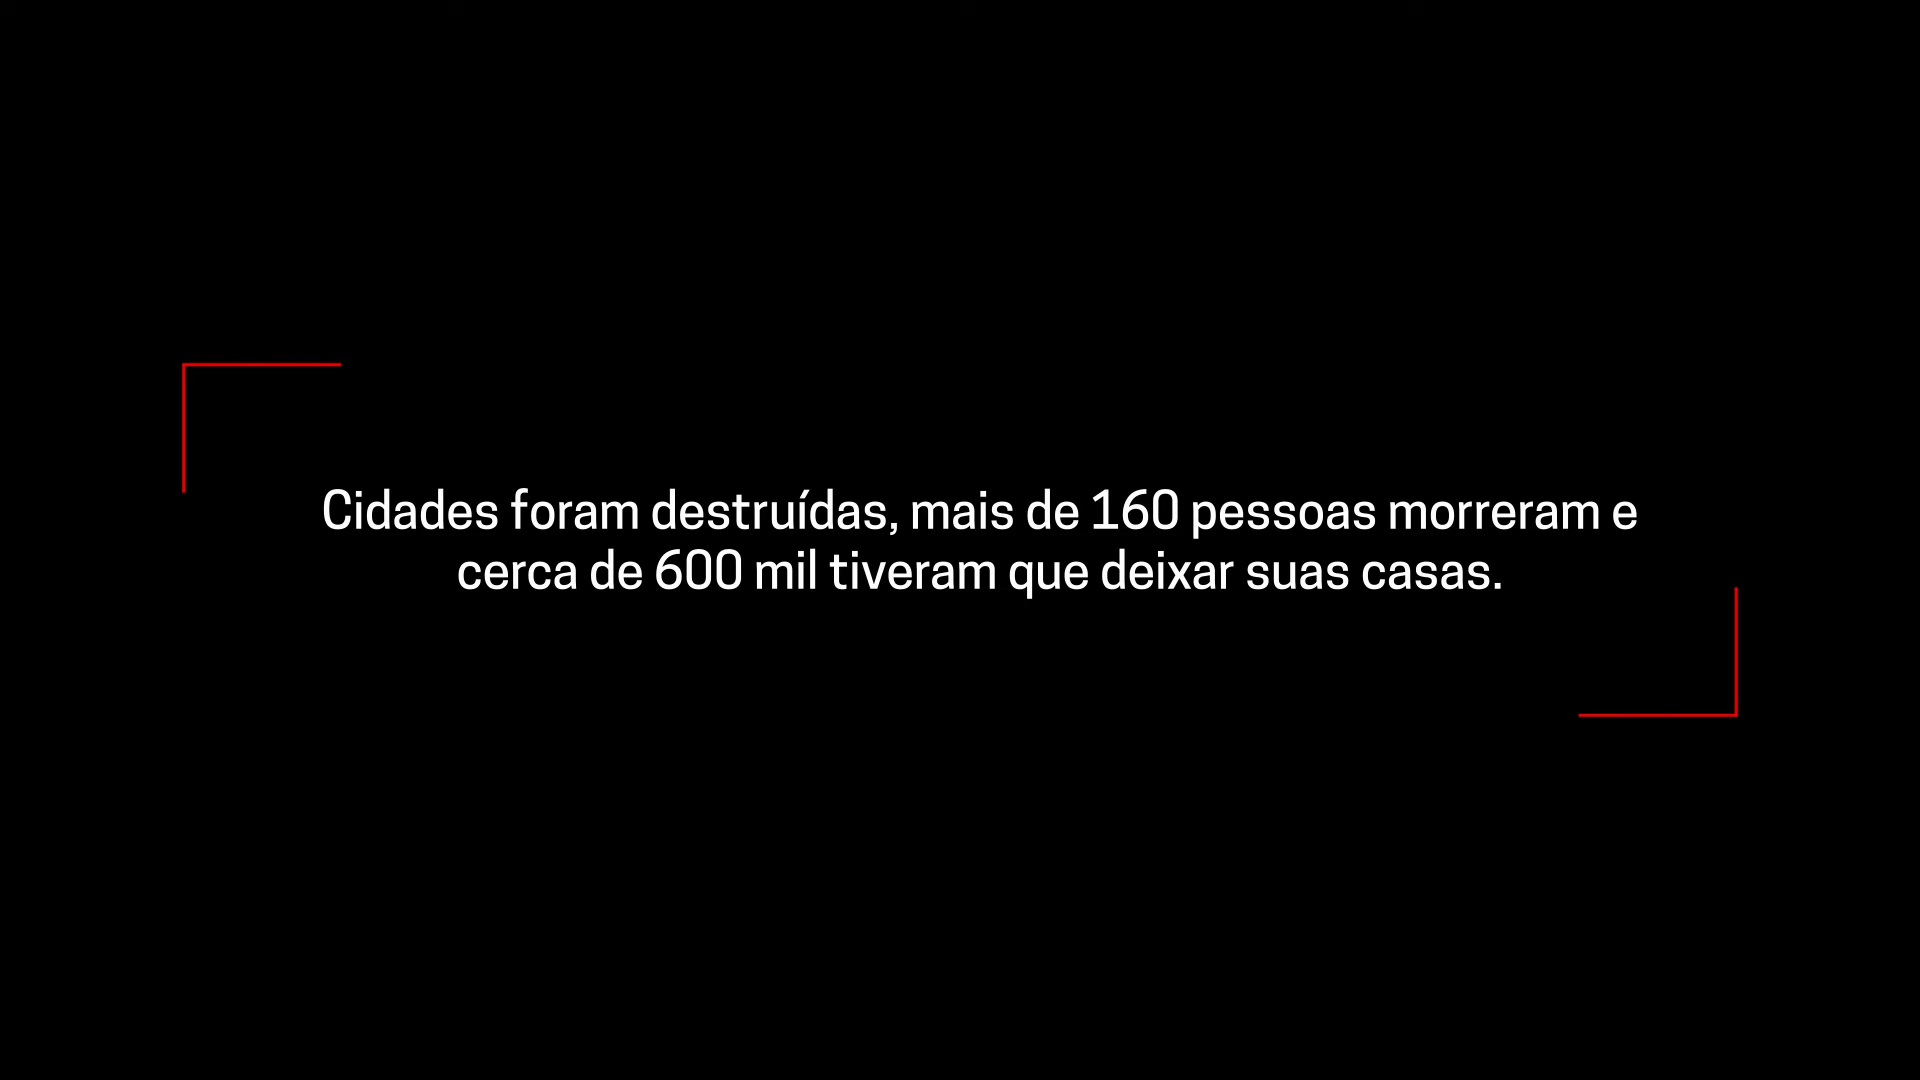 Cidades foram destruídas, mais de 160 pessoas morreram e
cerca de 600 mil tiveram que deixar suas casas.